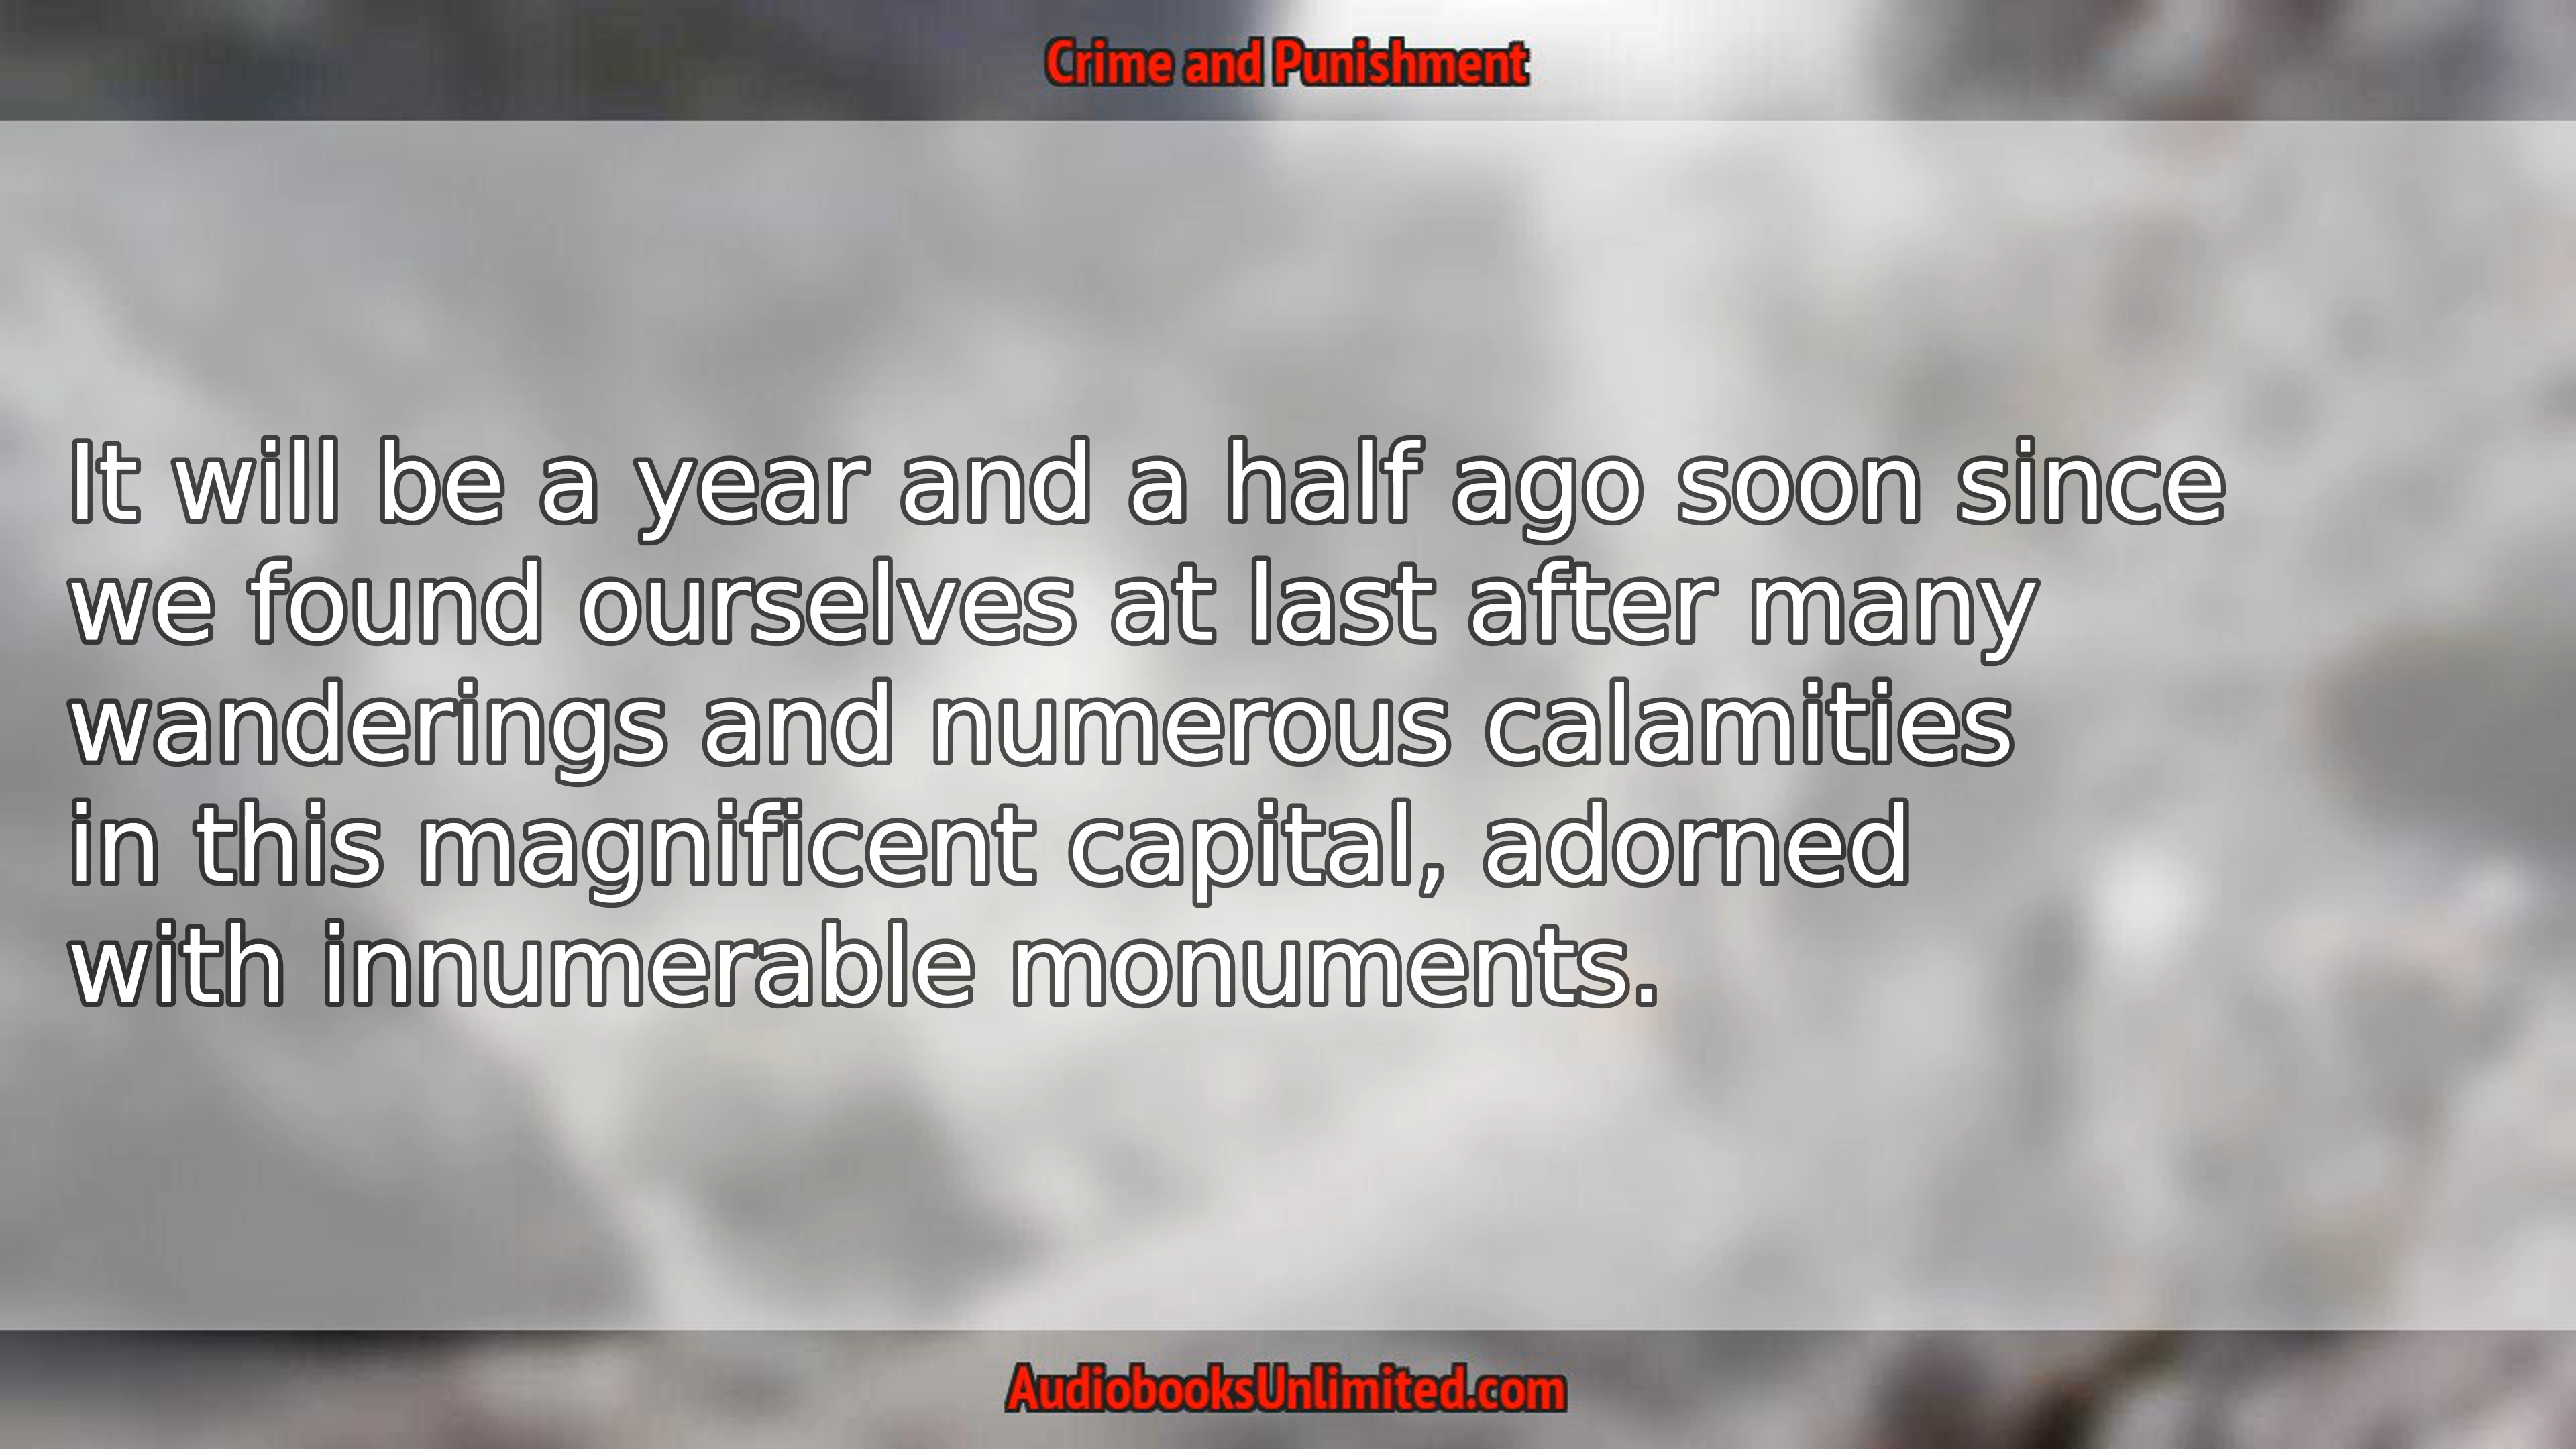 Crime and Punishment
It will be a year and a half ago soon since
we found ourselves at last after many
wanderings and numerous calamities
in this magnificent capital, adorned
with innumerable monuments.
AudiobooksUnlimited.com